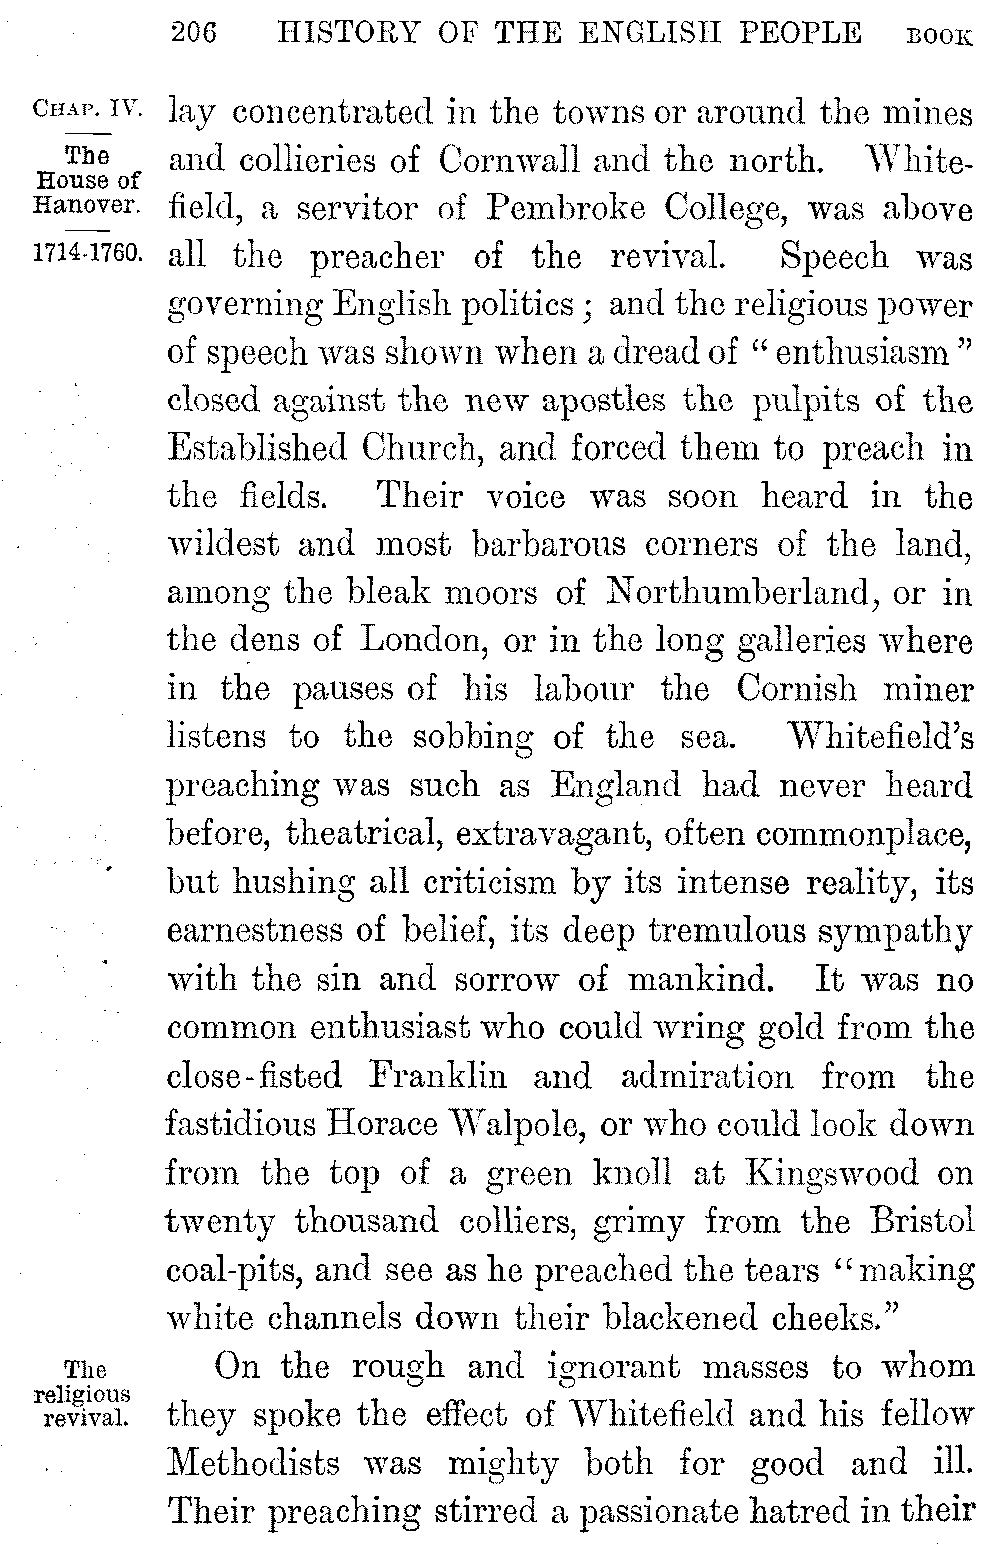 206 HISTORY OF THE ENGLISH PEOPLE BOOK
CHAP. IV.
The
House of
Hanover.
1714-1760.
lay concentrated in the towns or around the mines
and collieries of Cornwall and the north. White-
field, a servitor of Pembroke College, was above
all the preacher of the revival. Speech was
governing English politics ; and the religious power
of speech was shown when a dread of “ enthusiasm ”
closed against the new apostles the pulpits of the
Established Church, and forced them to preach in
the fields. Their voice was soon heard in the
wildest and most barbarous corners of the land,
among the bleak moors of Northumberland, or in
the dens of London, or in the long galleries where
in the pauses of his labour the Cornish miner
listens to the sobbing of the sea. Whitefield’s
preaching was such as England had never heard
before, theatrical, extravagant, often commonplace,
but hushing all criticism by its intense reality, its
earnestness of belief, its deep tremulous sympathy
with the sin and sorrow of mankind. It was no
common enthusiast who could wring gold from the
close-fisted Franklin and admiration from the
fastidious Horace Walpole, or who could look down
from the top of a green knoll at Kingswood on
twenty thousand colliers, grimy from the Bristol
coal-pits, and see as he preached the tears “making
white channels down their blackened cheeks.”
The
religious
revival.
On the rough and ignorant masses to whom
they spoke the effect of Whitefield and his fellow
Methodists was mighty both for good and ill.
Their preaching stirred a passionate hatred in their